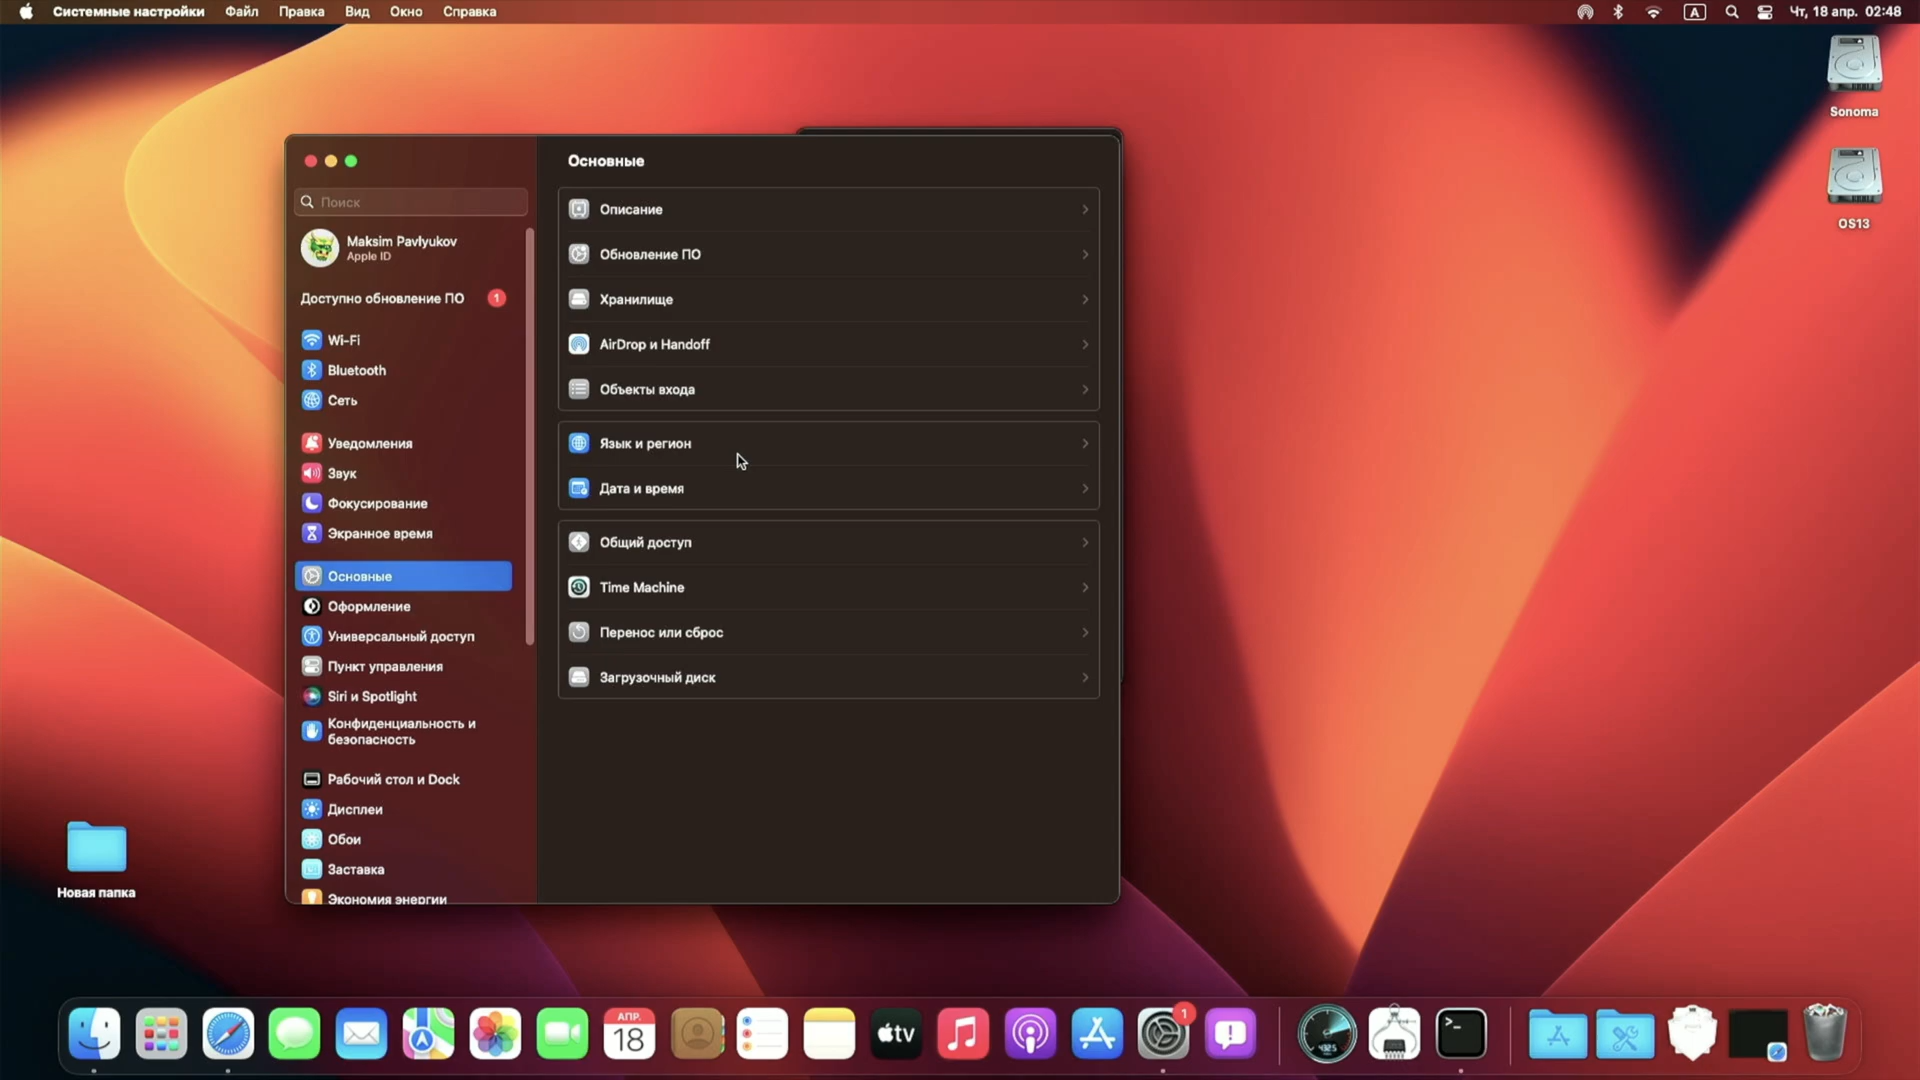 Системные настройки Файл Правка Вид Окно Справка
A
Чт, 18 апр. 02:48
Sonoma
OS13
Основные
Поиск
Maksim Pavlyukov
Apple ID
Доступно обновление ПО 1
Wi-Fi
Bluetooth
Сеть
Уведомления
Звук
Фокусирование
Экранное время
Основные
Оформление
Универсальный доступ
Пункт управления
Siri и Spotlight
Конфиденциальность и
безопасность
Рабочий стол и Dock
Дисплеи
Обои
Заставка
Экономия энергии
Описание
Обновление ПО
Хранилище
AirDrop и Handoff
Объекты входа
Язык и регион
Дата и время
Общий доступ
Time Machine
Перенос или сброс
Загрузочный диск
Новая папка
АПР.
18
tv
1
>_